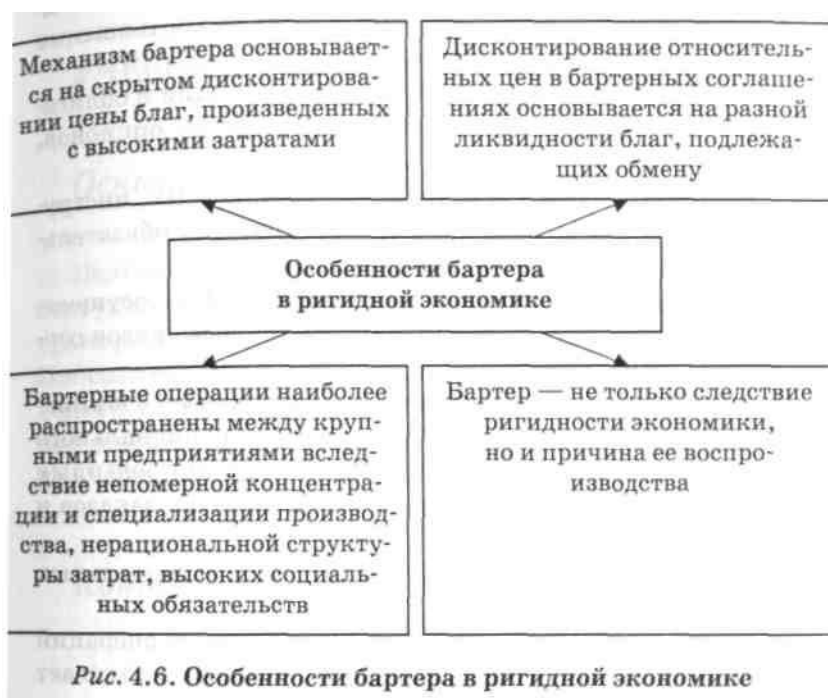 Механизм бартера основывает-
ся на скрытом дисконтирова-
нии цены благ, произведенных
с высокими затратами
Дисконтирование относитель-
ных цен в бартерных соглаше-
ниях основывается на разной
ликвидности благ, подлежа-
щих обмену
Особенности бартера
в ригидной экономике
Бартерные операции наиболее
распространены между круп-
ными предприятиями вслед-
ствие непомерной концентра-
ции и специализации производ-
ства, нерациональной структу-
ры затрат, высоких социаль-
ных обязательств
Бартер — не только следствие
ригидности экономики,
но и причина ее воспро-
изводства
Рис. 4.6. Особенности бартера в ригидной экономике